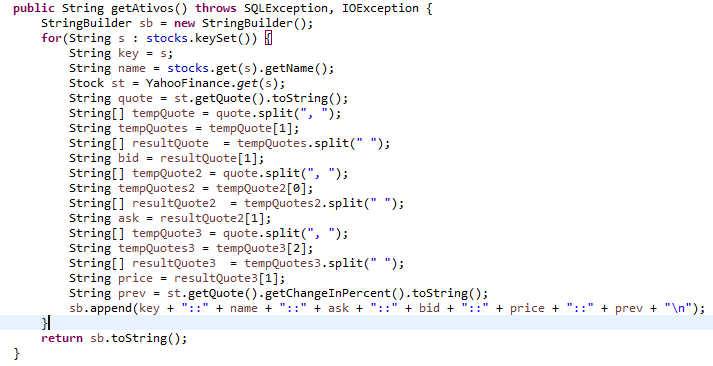 public String getAtivos() throws SQLException, IOException {
    StringBuilder sb = new StringBuilder();
    for(String s : stocks.keySet()) {
        String key = s;
        String name = stocks.get(s).getName();
        Stock st = YahooFinance.get(s);
        String quote = st.getQuote().toString();
        String[] tempQuote = quote.split(", ");
        String tempQuotes = tempQuote[1];
        String[] resultQuote  = tempQuotes.split(" ");
        String bid = resultQuote[1];
        String[] tempQuote2 = quote.split(", ");
        String tempQuotes2 = tempQuote2[0];
        String[] resultQuote2  = tempQuotes2.split(" ");
        String ask = resultQuote2[1];
        String[] tempQuote3 = quote.split(", ");
        String tempQuotes3 = tempQuote3[2];
        String[] resultQuote3  = tempQuotes3.split(" ");
        String price = resultQuote3[1];
        String prev = st.getQuote().getChangeInPercent().toString();
        sb.append(key + "::" + name + "::" + ask + "::" + bid + "::" + price + "::" + prev + "\n");
    }
    return sb.toString();
}